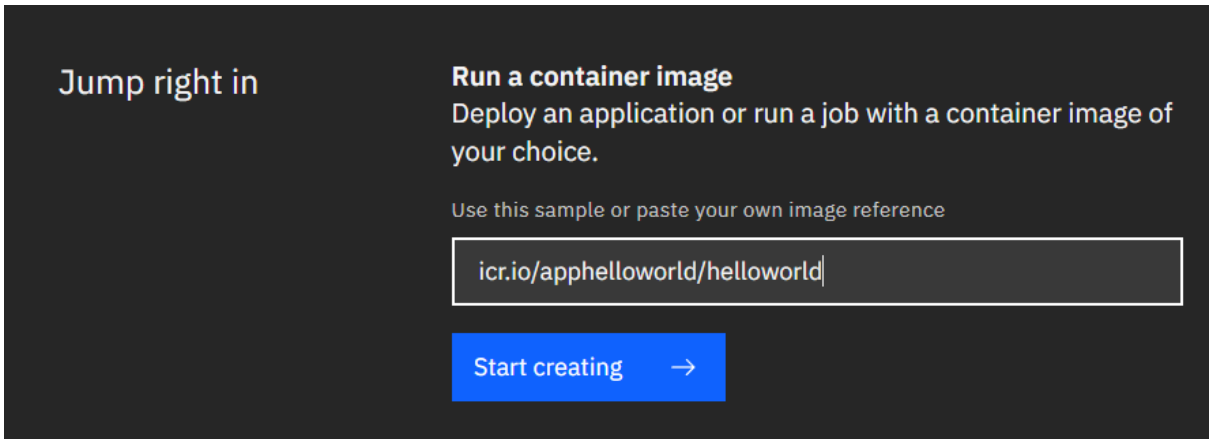 Jump right in
Run a container image
Deploy an application or run a job with a container image of
your choice.
Use this sample or paste your own image reference
icr.io/apphelloworld/helloworld
Start creating →